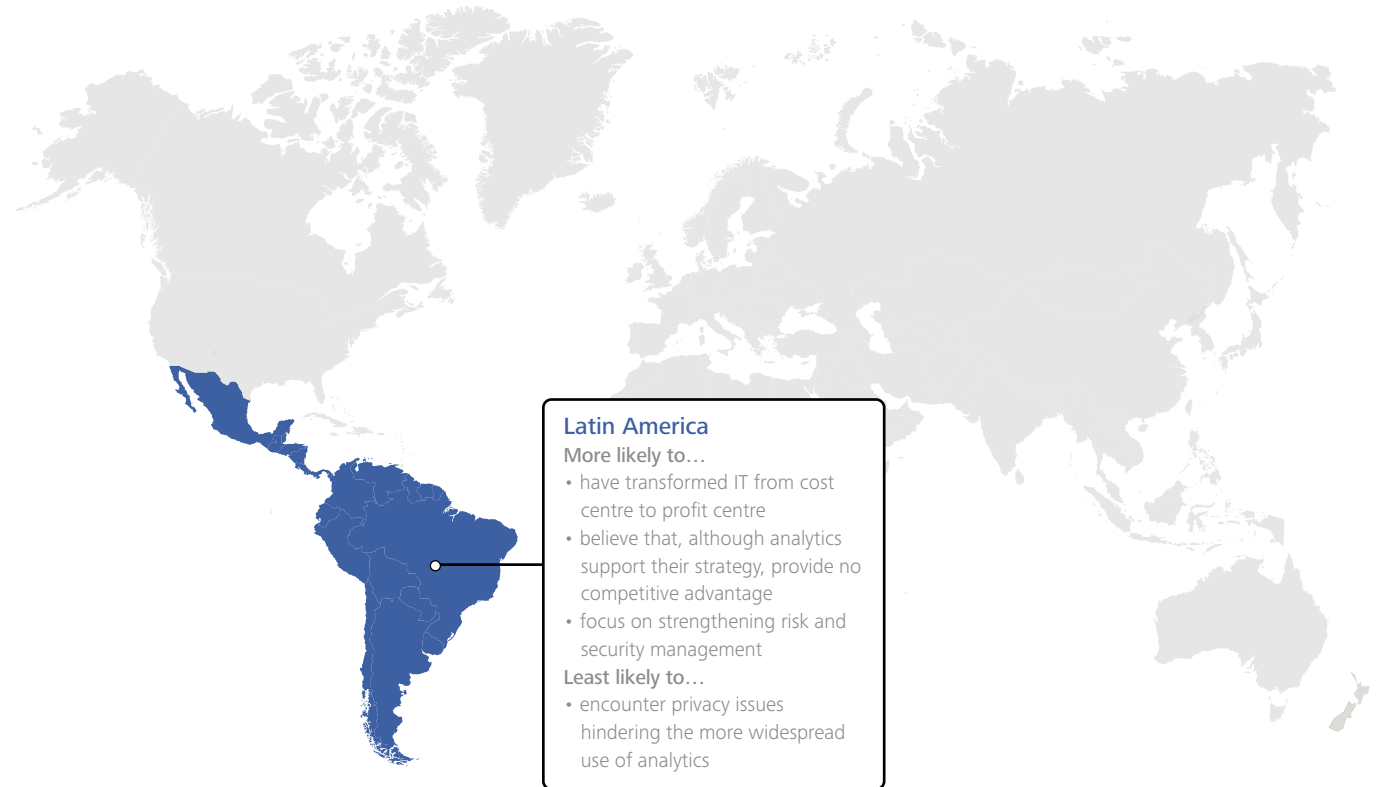 Latin America
More likely to…
• have transformed IT from cost
centre to profit centre
• believe that, although analytics
support their strategy, provide no
competitive advantage
• focus on strengthening risk and
security management
Least likely to…
• encounter privacy issues
hindering the more widespread
use of analytics